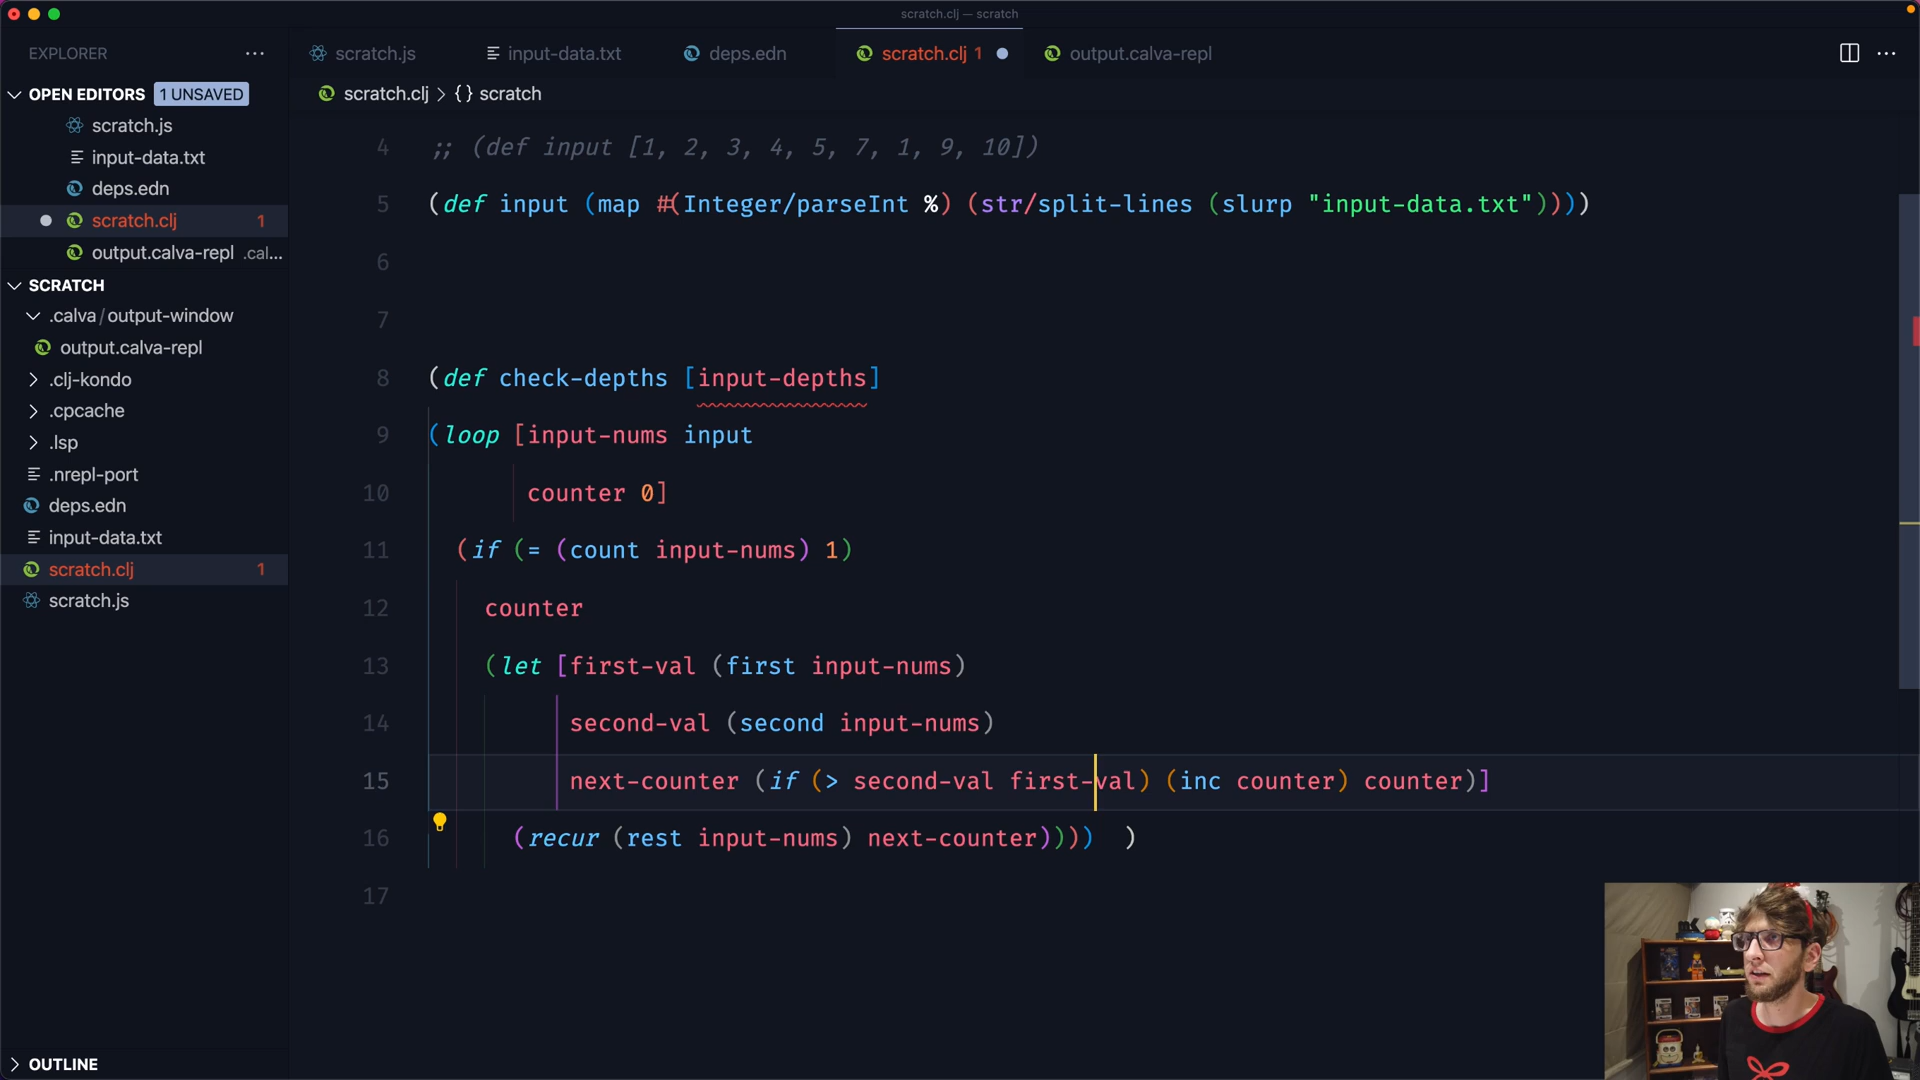 scratch.clj — scratch
EXPLORER
OPEN EDITORS 1 UNSAVED
scratch.js
input-data.txt
deps.edn
scratch.clj 1
output.calva-repl .cal...
SCRATCH
.calva/output-window
output.calva-repl
.clj-kondo
.cpcache
.lsp
.nrepl-port
deps.edn
input-data.txt
scratch.clj 1
scratch.js
OUTLINE
scratch.js input-data.txt deps.edn scratch.clj 1 output.calva-repl
scratch.clj > {} scratch
4 ;; (def input [1, 2, 3, 4, 5, 7, 1, 9, 10])
5 (def input (map #(Integer/parseInt %) (str/split-lines (slurp "input-data.txt"))))
6
7
8 (def check-depths [input-depths]
9 (loop [input-nums input
10 counter 0]
11 (if (= (count input-nums) 1)
12 counter
13 (let [first-val (first input-nums)
14 second-val (second input-nums)
15 next-counter (if (> second-val first-val) (inc counter) counter)]
16 (recur (rest input-nums) next-counter)))) )
17